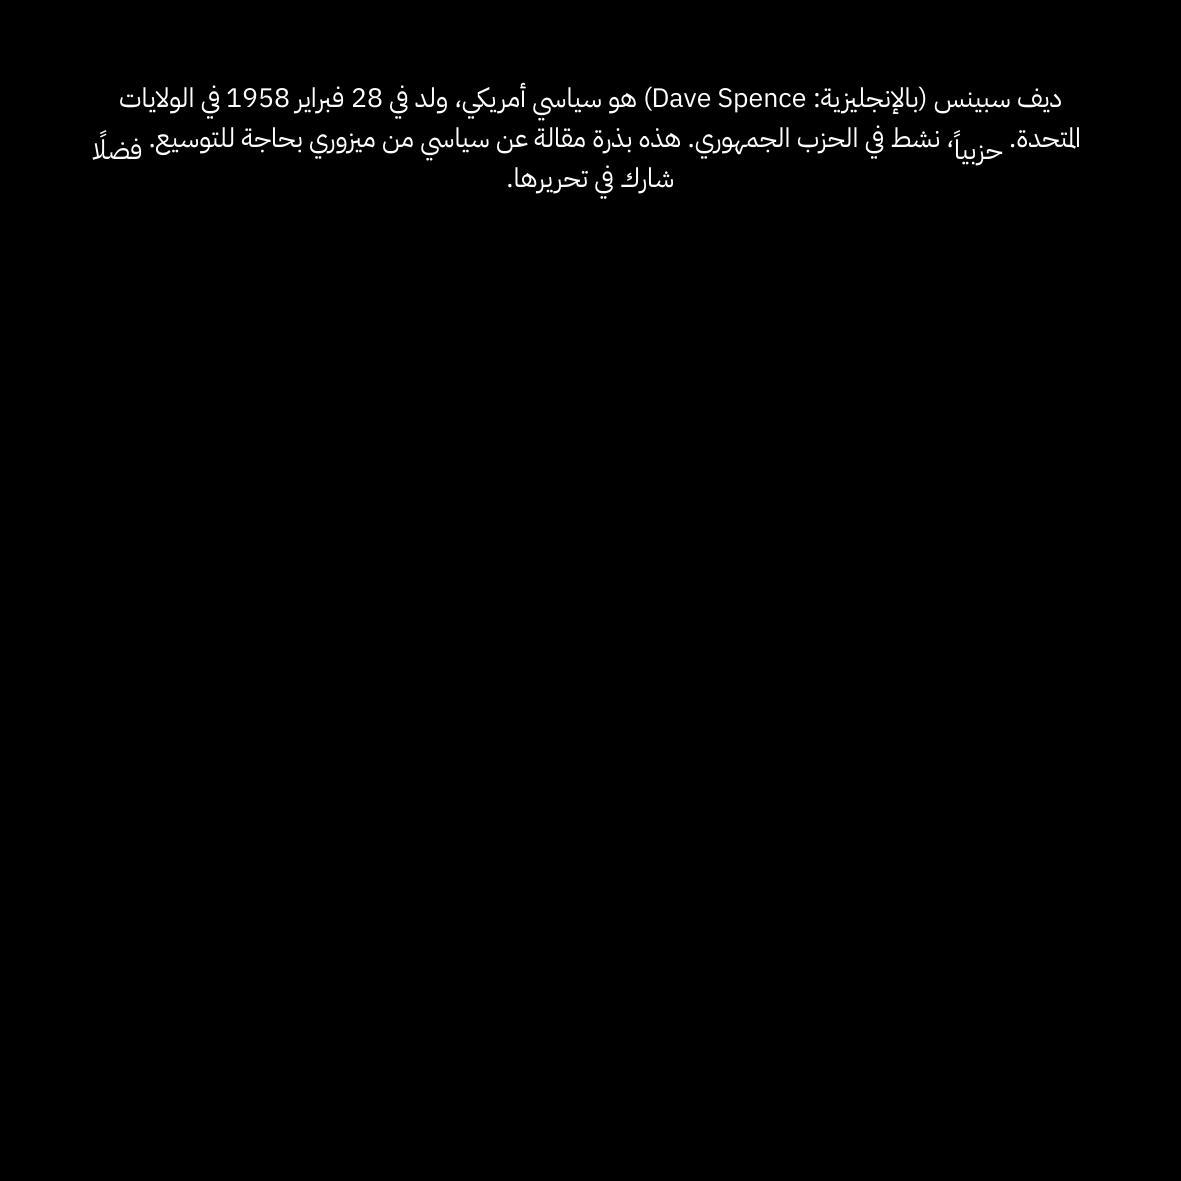 ديف سبينس (بالإنجليزية: Dave Spence) هو سياسي أمريكي، ولد في 28 فبراير 1958 في الولايات
المتحدة. حزبياً، نشط في الحزب الجمهوري. هذه بذرة مقالة عن سياسي من ميزوري بحاجة للتوسيع. فضلًا
شارك في تحريرها.